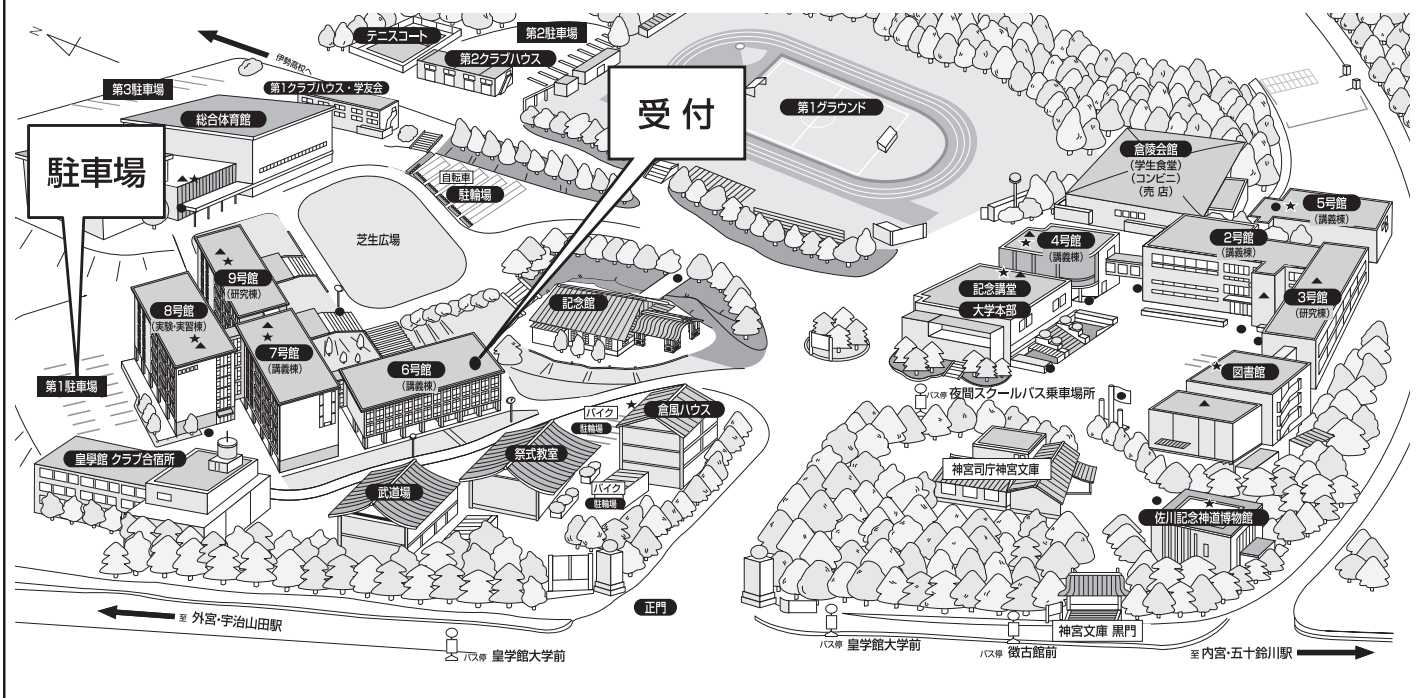 N
伊勢高校へ
テニスコート
第2駐車場
第2クラブハウス
第3駐車場
第1クラブハウス・学友会
総合体育館
受付
第1グラウンド
駐車場
自転車
駐輪場
倉陵会館
(学生食堂)
(コンビニ)
(売店)
5号館
(講義棟)
芝生広場
4号館
(講義棟)
2号館
(講義棟)
9号館
(研究棟)
記念館
記念講堂
大学本部
3号館
(研究棟)
8号館
(実験・実習棟)
7号館
(講義棟)
6号館
(講義棟)
図書館
第1駐車場
バス停 夜間スクールバス乗車場所
バイク
駐輪場
倉風ハウス
皇學館 クラブ合宿所
祭式教室
神宮司庁神宮文庫
武道場
バイク
駐輪場
佐川記念神道博物館
正門
至 外宮・宇治山田駅
神宮文庫 黒門
バス停 皇学館大学前
バス停 皇学館大学前
バス停 徴古館前
至 内宮・五十鈴川駅